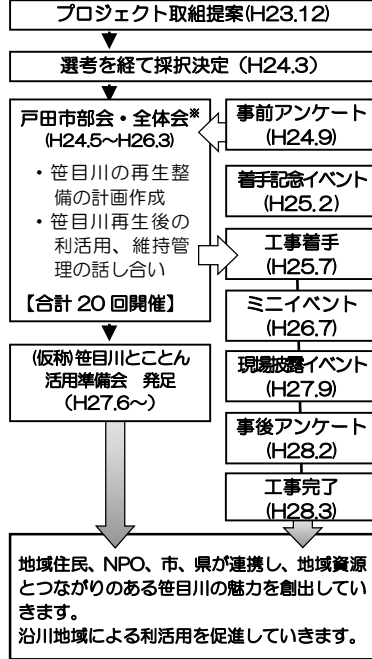 プロジェクト取組提案(H23.12)
選考を経て採択決定（H24.3）
戸田市部会・全体会※
(H24.5～H26.3)
・笹目川の再生整
備の計画作成
・笹目川再生後の
利活用、維持管
理の話し合い
【合計 20 回開催】
(仮称)笹目川とことん
活用準備会　発足
（H27.6～）
事前アンケート
(H24.9)
着手記念イベント
(H25.2)
工事着手
(H25.7)
ミニイベント
(H26.7)
現場披露イベント
(H27.9)
事後アンケート
(H28.2)
工事完了
(H28.3)
地域住民、NPO、市、県が連携し、地域資源
とつながりのある笹目川の魅力を創出してい
きます。
沿川地域による利活用を促進していきます。